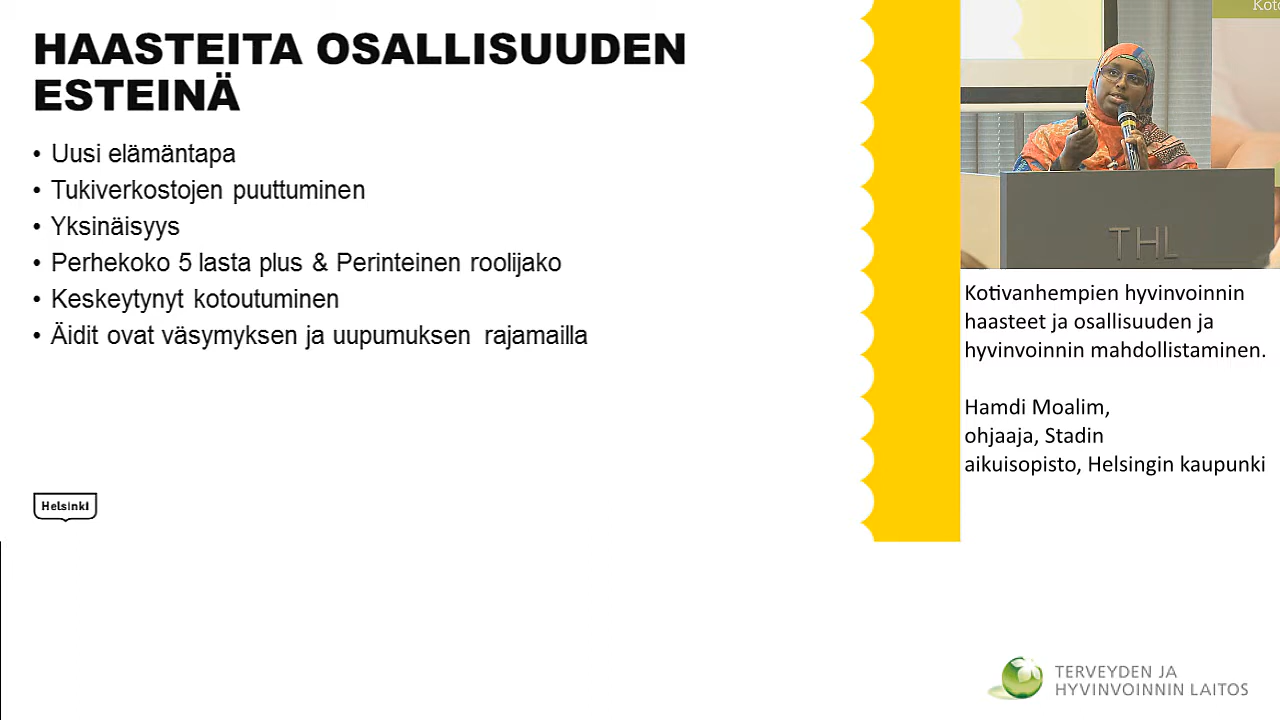 HAASTEITA OSALLISUUDEN
ESTEINÄ
• Uusi elämäntapa
• Tukiverkostojen puuttuminen
• Yksinäisyys
• Perhekoko 5 lasta plus & Perinteinen roolijako
• Keskeytynyt kotoutuminen
• Äidit ovat väsymyksen ja uupumuksen rajamailla
Helsinki
THL
Kotivanhempien hyvinvoinnin
haasteet ja osallisuuden ja
hyvinvoinnin mahdollistaminen.
Hamdi Moalim,
ohjaaja, Stadin
aikuisopisto, Helsingin kaupunki
TERVEYDEN JA
HYVINVOINNIN LAITOS